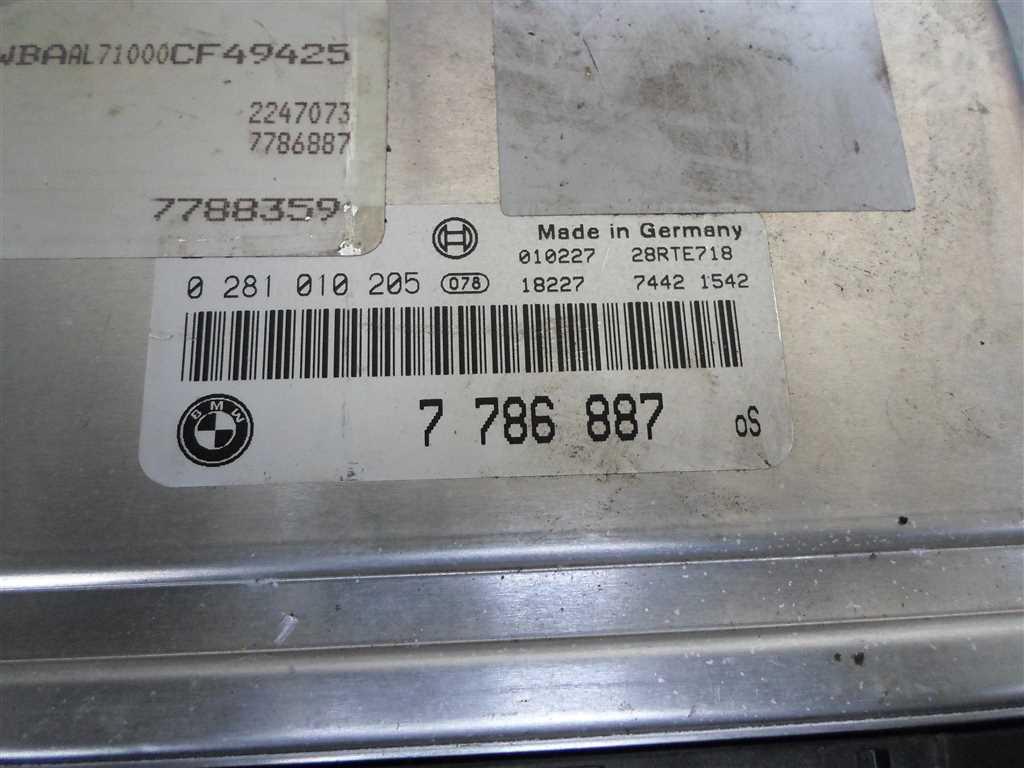 WBAAL71000CF49425
2247073
7786887
7788359
Made in Germany
010227 28RTE718
0 281 010 205 078 18227 7442 1542
BMW
7 786 887 oS